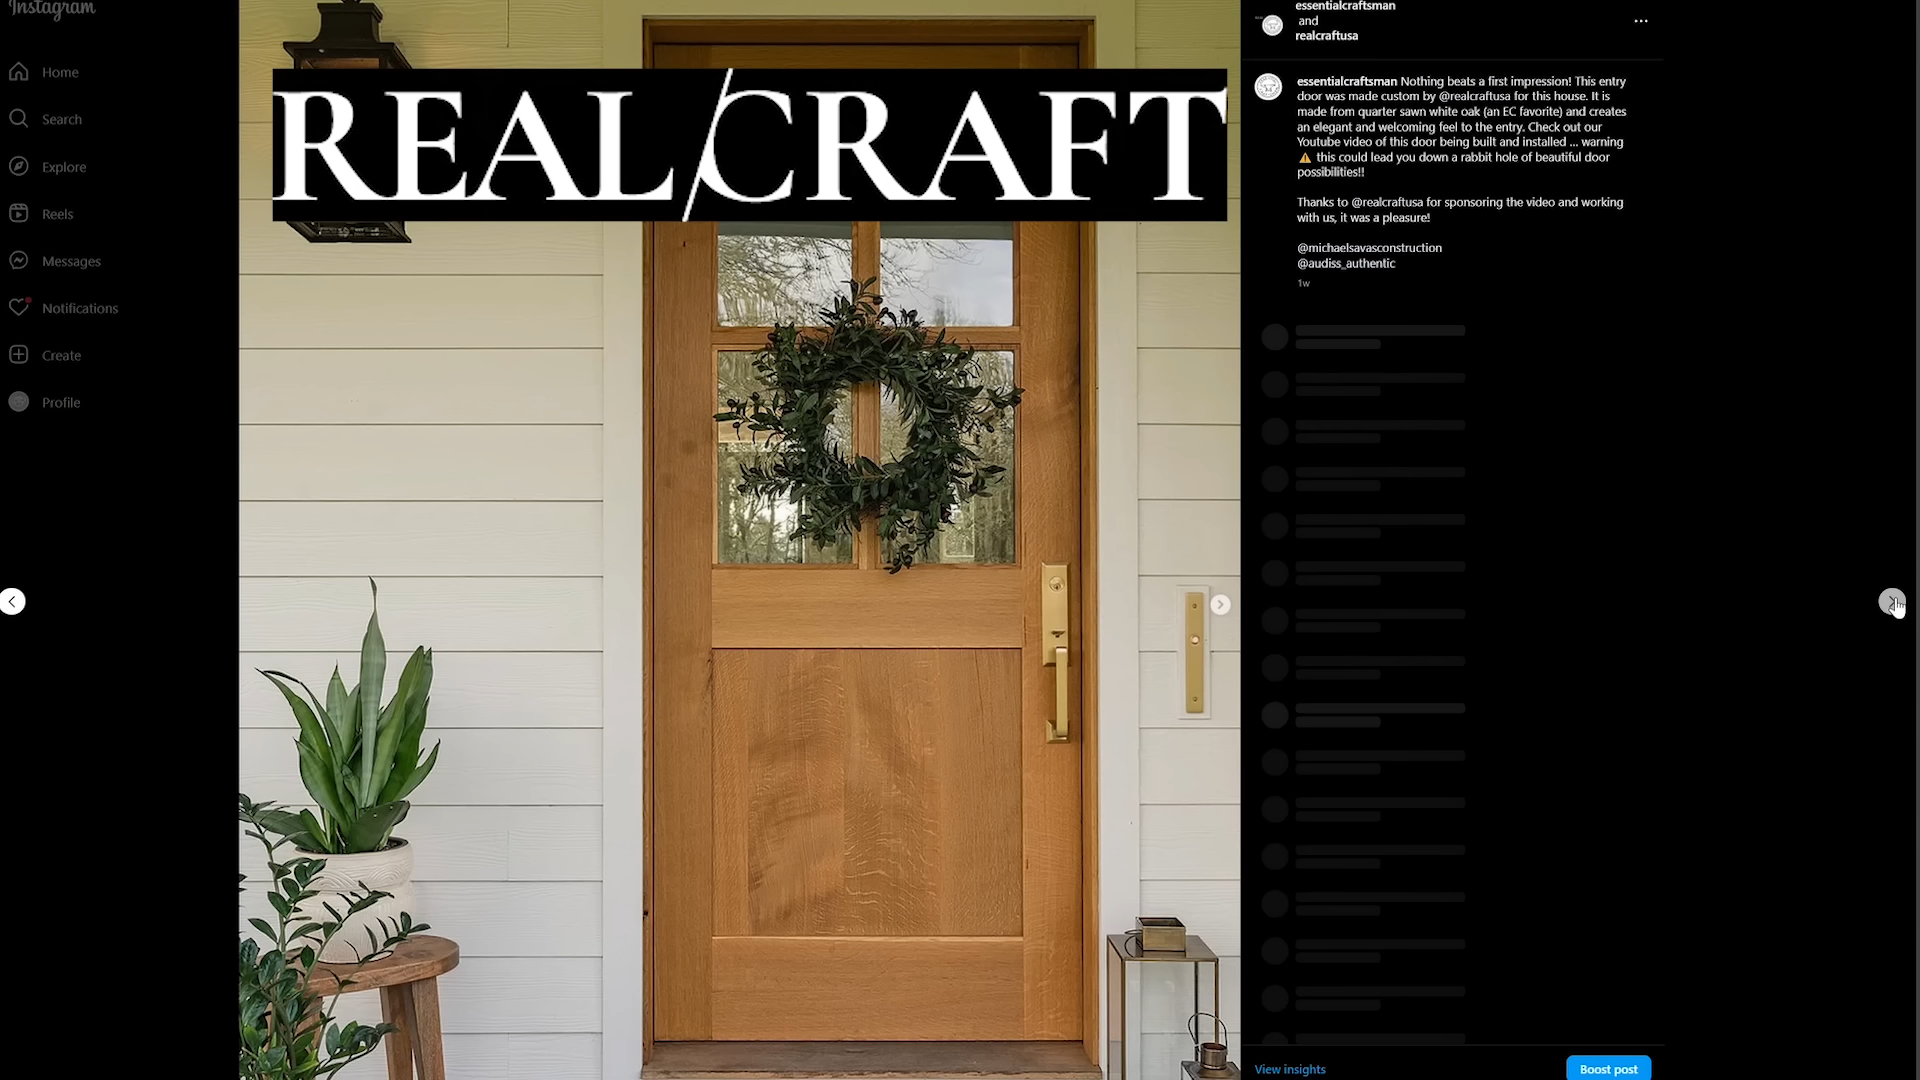 Instagram
Home
Search
Explore
Reels
Messages
Notifications
Create
Profile
REAL/CRAFT
essentialcraftsman
and
realcraftusa
essentialcraftsman Nothing beats a first impression! This entry
door was made custom by @realcraftusa for this house. It is
made from quarter sawn white oak (an EC favorite) and creates
an elegant and welcoming feel to the entry. Check out our
Youtube video of this door being built and installed ... warning
⚠️ this could lead you down a rabbit hole of beautiful door
possibilities!!
Thanks to @realcraftusa for sponsoring the video and working
with us, it was a pleasure!
@michaelsavasconstruction
@audiss_authentic
1w
View insights
Boost post